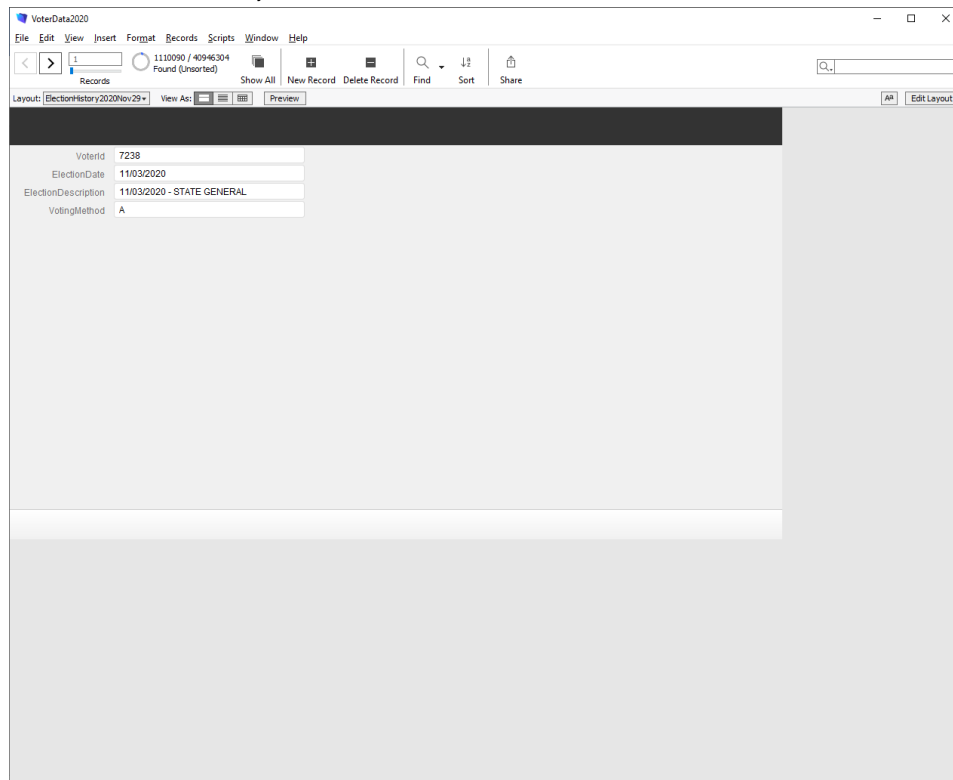 VoterData2020
File Edit View Insert Format Records Scripts Window Help
1
Records
1110090 / 40946304
Found (Unsorted)
Show All New Record Delete Record Find Sort Share
Layout: ElectionHistory2020Nov29 View As: Preview Aª Edit Layout
VoterId 7238
ElectionDate 11/03/2020
ElectionDescription 11/03/2020 - STATE GENERAL
VotingMethod A